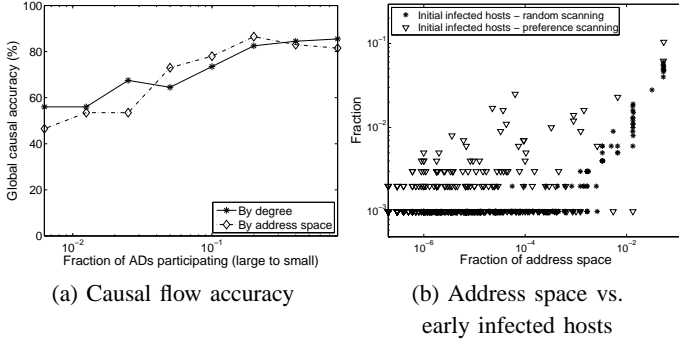 100
80
60
40
20
0
Global causal accuracy (%)
By degree
By address space
10⁻² 10⁻¹
Fraction of ADs participating (large to small)
(a) Causal flow accuracy
Initial infected hosts − random scanning
Initial infected hosts − preference scanning
10⁻¹
10⁻²
10⁻³
Fraction
10⁻⁶ 10⁻⁴ 10⁻²
Fraction of address space
(b) Address space vs.
early infected hosts